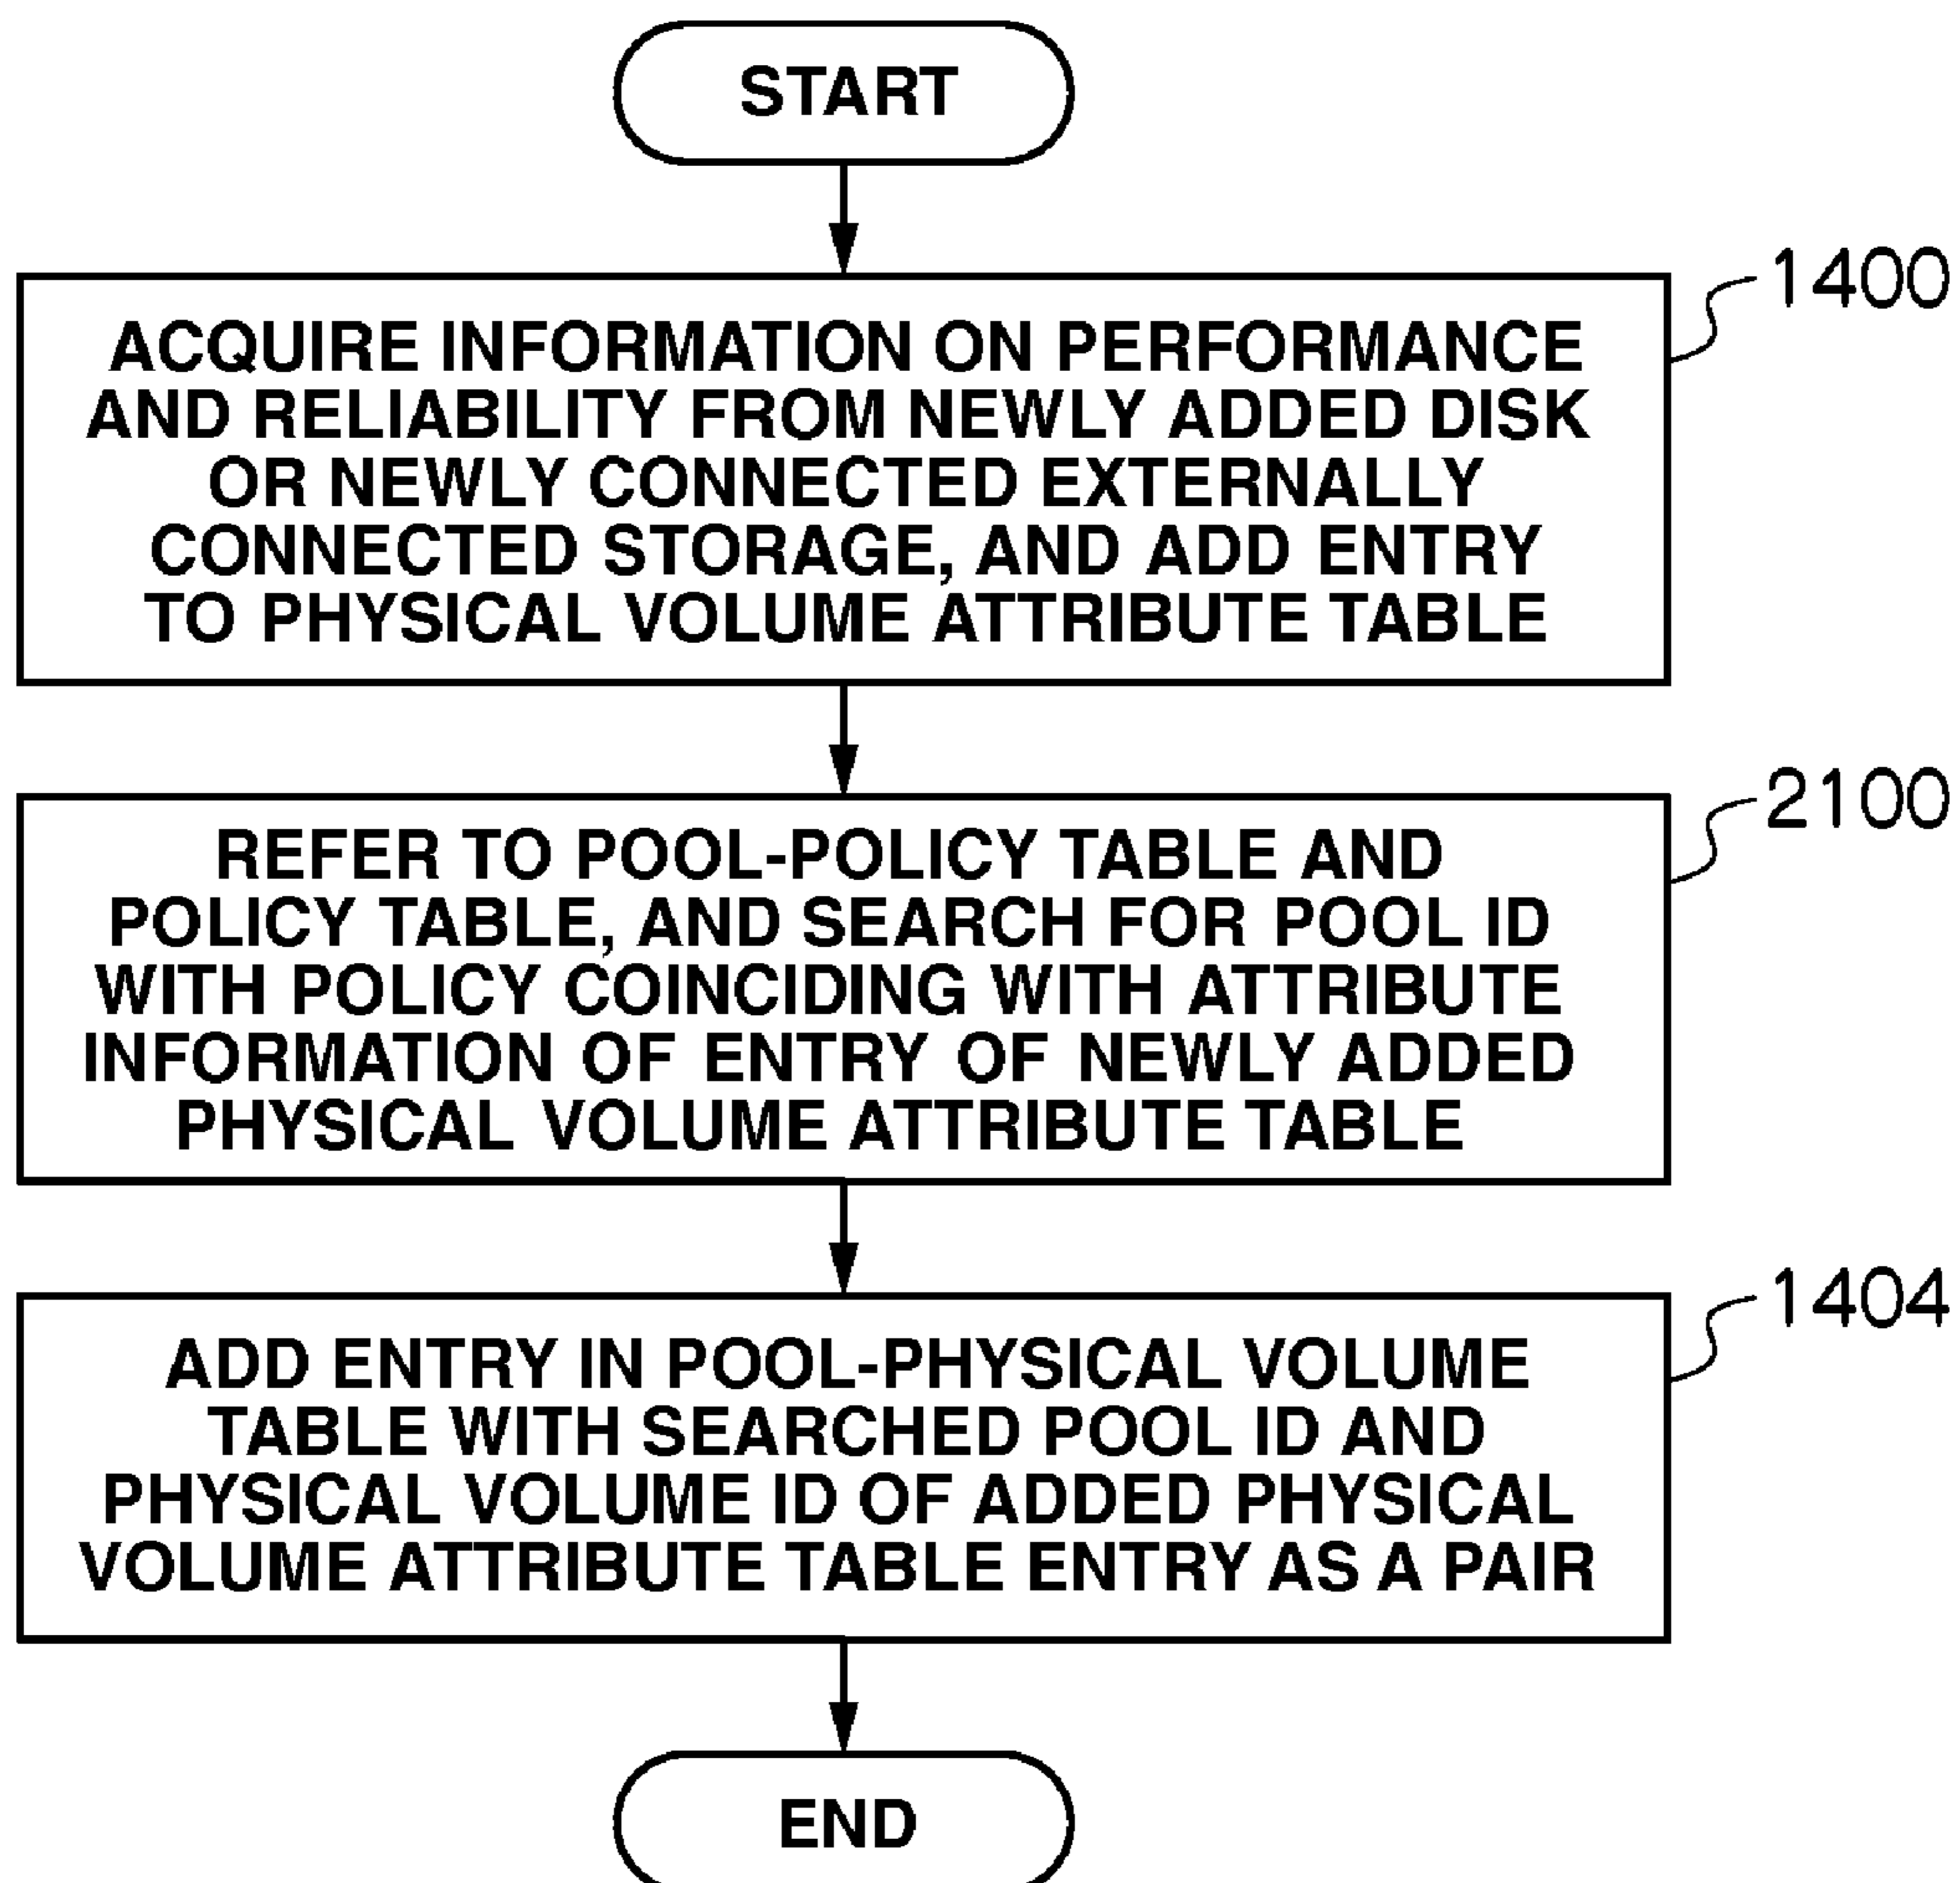 START
1400
ACQUIRE INFORMATION ON PERFORMANCE
AND RELIABILITY FROM NEWLY ADDED DISK
OR NEWLY CONNECTED EXTERNALLY
CONNECTED STORAGE, AND ADD ENTRY
TO PHYSICAL VOLUME ATTRIBUTE TABLE
2100
REFER TO POOL-POLICY TABLE AND
POLICY TABLE, AND SEARCH FOR POOL ID
WITH POLICY COINCIDING WITH ATTRIBUTE
INFORMATION OF ENTRY OF NEWLY ADDED
PHYSICAL VOLUME ATTRIBUTE TABLE
1404
ADD ENTRY IN POOL-PHYSICAL VOLUME
TABLE WITH SEARCHED POOL ID AND
PHYSICAL VOLUME ID OF ADDED PHYSICAL
VOLUME ATTRIBUTE TABLE ENTRY AS A PAIR
END